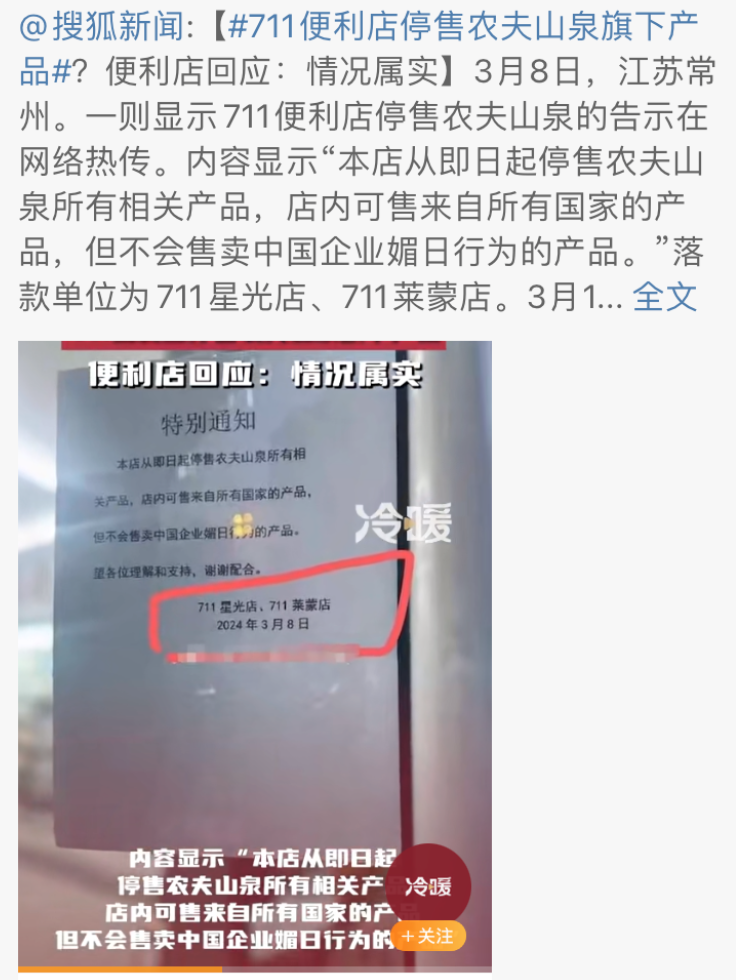 @搜狐新闻:【#711便利店停售农夫山泉旗下产
品#？便利店回应：情况属实】3月8日，江苏常
州。一则显示711便利店停售农夫山泉的告示在
网络热传。内容显示“本店从即日起停售农夫山
泉所有相关产品，店内可售来自所有国家的产
品，但不会售卖中国企业媚日行为的产品。”落
款单位为711星光店、711莱蒙店。3月1... 全文
便利店回应：情况属实
特别通知
本店从即日起停售农夫山泉所有相
关产品，店内可售来自所有国家的产品，
但不会售卖中国企业媚日行为的产品。
望各位理解和支持、谢谢配合。
冷暖
711 星光店、711 莱蒙店
2024 年 3 月 8 日
内容显示“本店从即日起
停售农夫山泉所有相关产
店内可售来自所有国家的产品
但不会售卖中国企业媚日行为的
冷暖
+关注